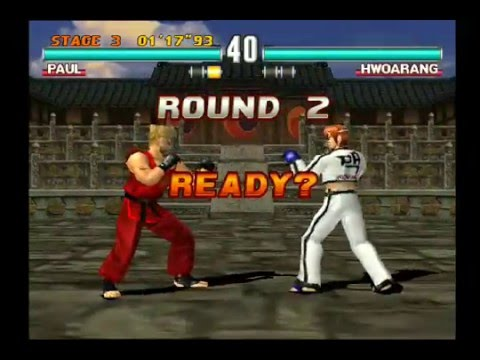 STAGE 3 01'17"93
40
PAUL HWOARANG
ROUND 2
READY?